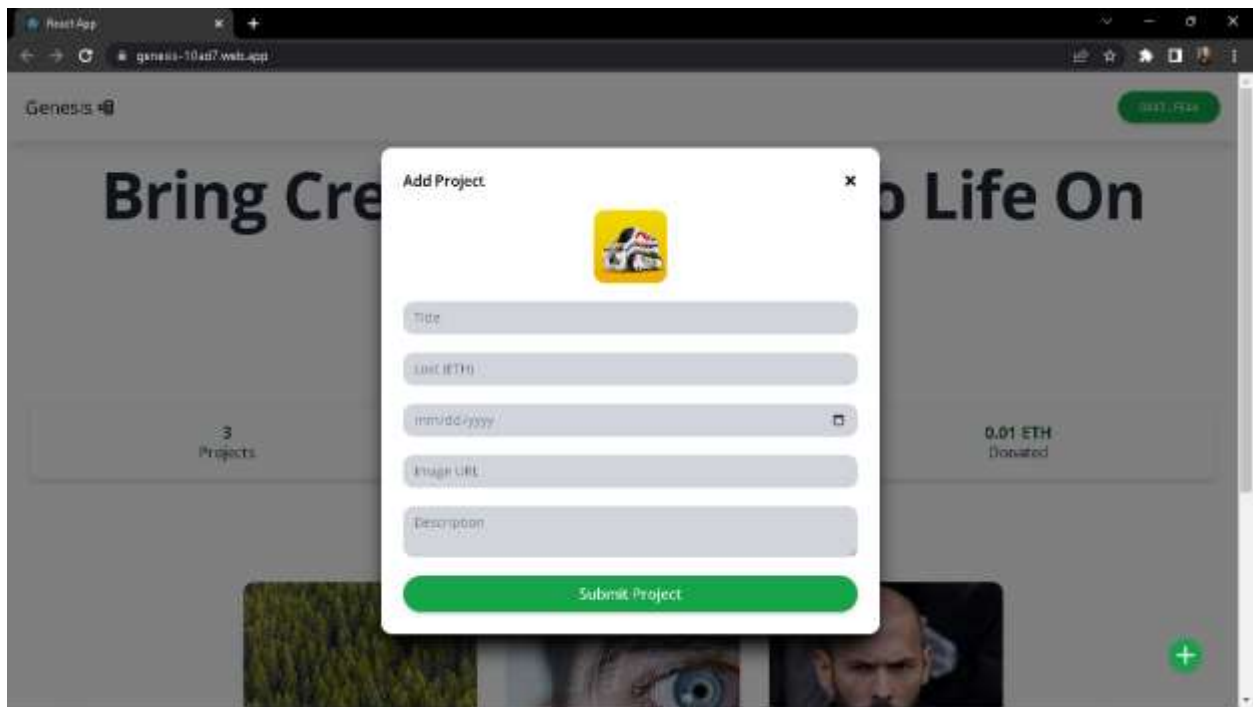 React App
genesis-10ad7.web.app
Genesis
Bring Cre
o Life On
Add Project
Title
Cost (ETH)
mm/dd/yyyy
Image URL
Description
Submit Project
3
Projects
0.01 ETH
Donated